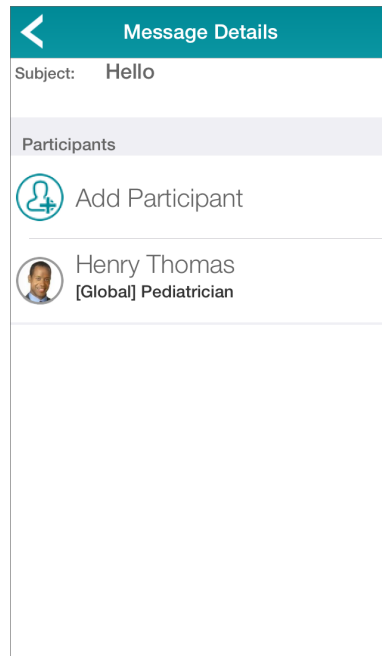 Message Details
Subject: Hello
Participants
Add Participant
Henry Thomas
[Global] Pediatrician